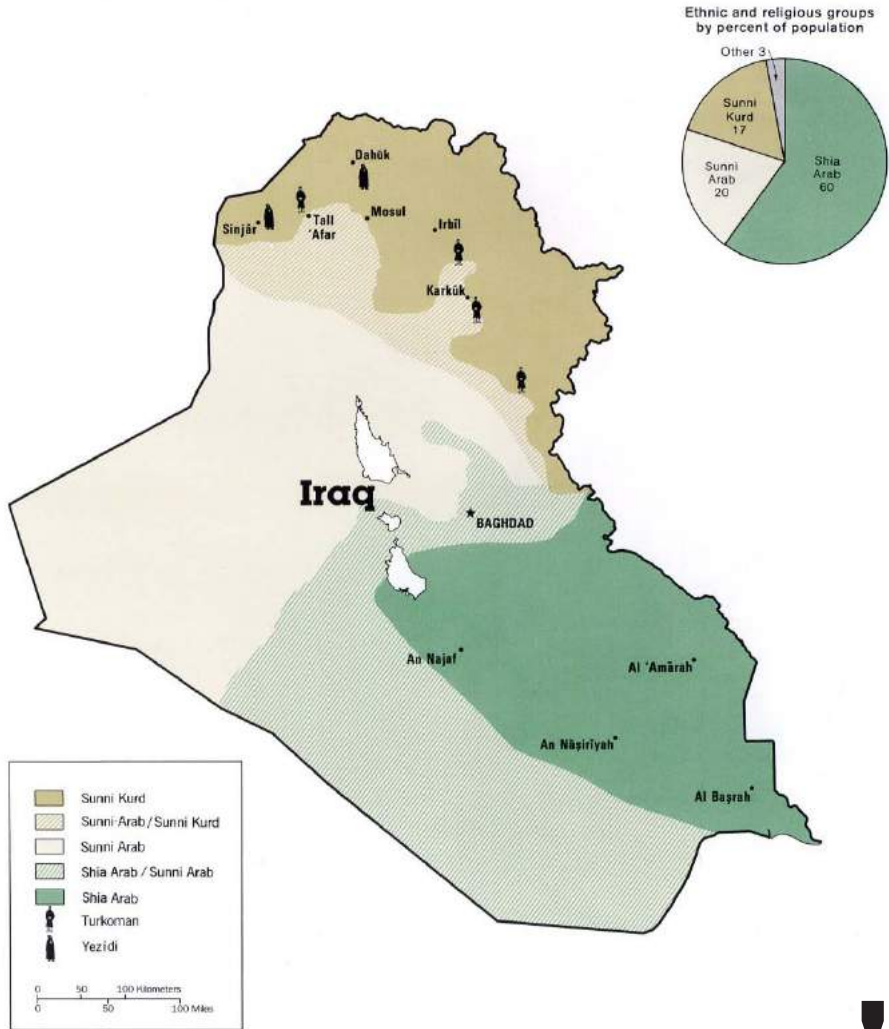 Ethnic and religious groups
by percent of population
Other 3
Sunni
Kurd
17
Sunni
Arab
20
Shia
Arab
60
Dahūk
Sinjār
Tall
'Afar
Mosul
Irbīl
Karkūk
Iraq
BAGHDAD
An Najaf
Al 'Amārah
An Nāşirīyah
Al Başrah
Sunni Kurd
Sunni-Arab/Sunni Kurd
Sunni Arab
Shia Arab / Sunni Arab
Shia Arab
Turkoman
Yezidi
0 50 100 Kilometers
0 50 100 Miles